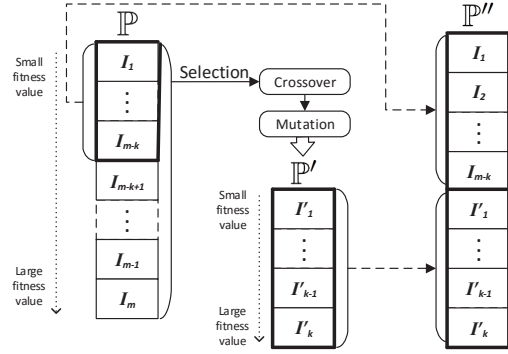 ℙ
Small
fitness
value
I1
⋮
Im-k
Im-k+1
⋮
Im-1
Im
Large
fitness
value
Selection
Crossover
Mutation
ℙ′
Small
fitness
value
I′1
⋮
I′k-1
I′k
Large
fitness
value
ℙ″
I1
I2
⋮
Im-k
I′1
⋮
I′k-1
I′k